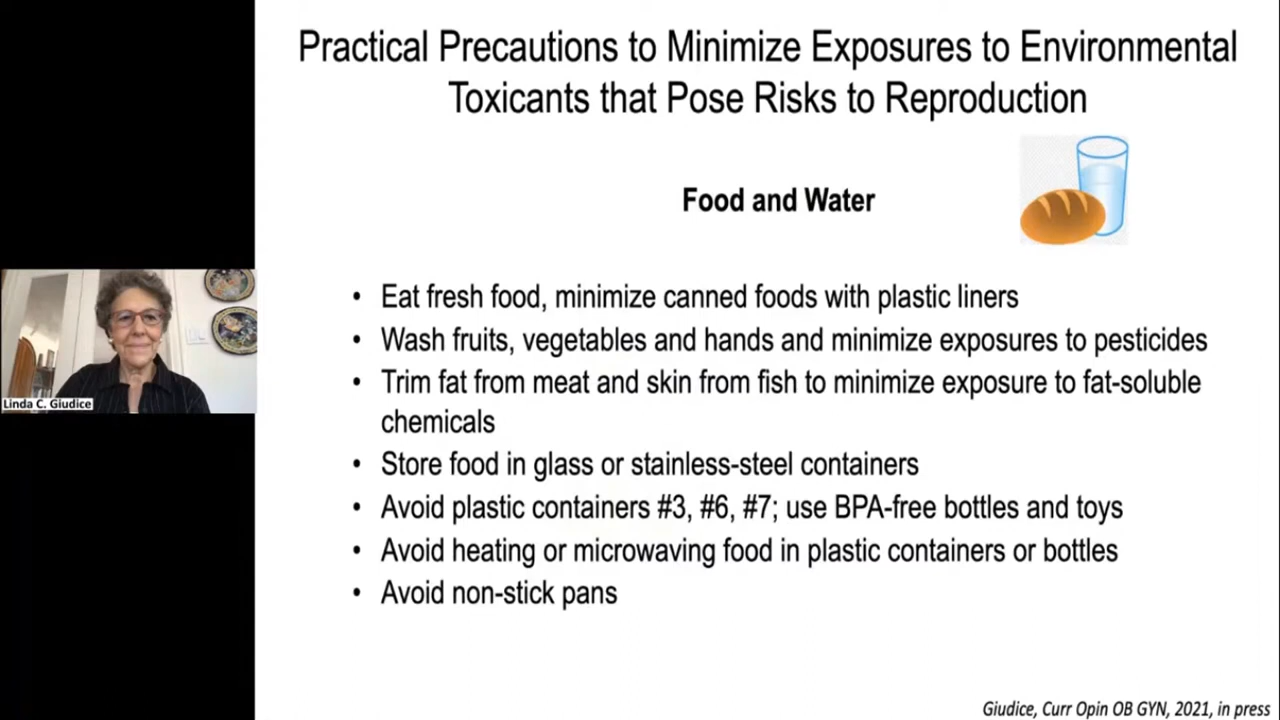 Practical Precautions to Minimize Exposures to Environmental
Toxicants that Pose Risks to Reproduction
Food and Water
• Eat fresh food, minimize canned foods with plastic liners
• Wash fruits, vegetables and hands and minimize exposures to pesticides
• Trim fat from meat and skin from fish to minimize exposure to fat-soluble
chemicals
• Store food in glass or stainless-steel containers
• Avoid plastic containers #3, #6, #7; use BPA-free bottles and toys
• Avoid heating or microwaving food in plastic containers or bottles
• Avoid non-stick pans
Linda C. Giudice
Giudice, Curr Opin OB GYN, 2021, in press